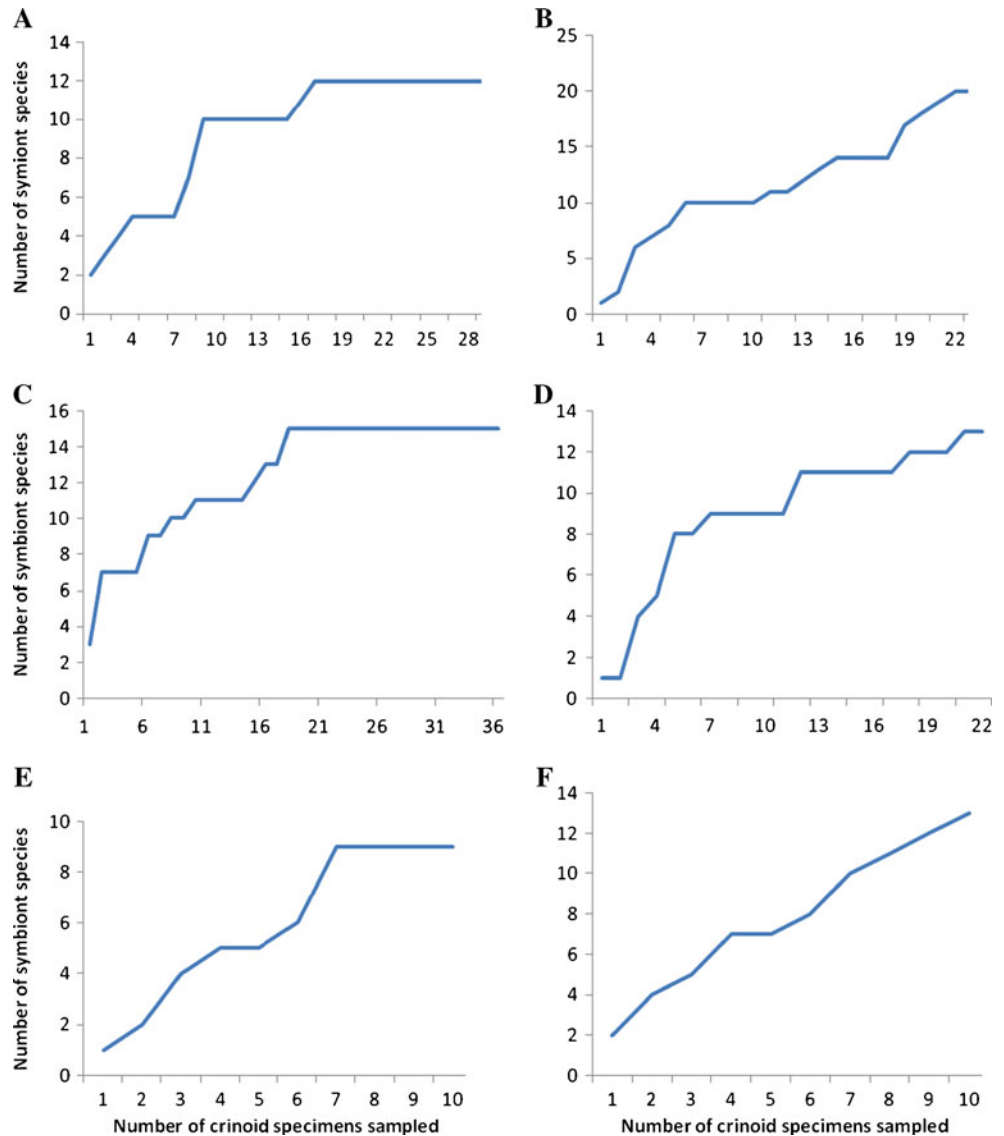 A
Number of symiont species
14
12
10
8
6
4
2
0
1 4 7 10 13 16 19 22 25 28
B
25
20
15
10
5
0
1 4 7 10 13 16 19 22
C
Number of symbiont species
16
14
12
10
8
6
4
2
0
1 6 11 16 21 26 31 36
D
14
12
10
8
6
4
2
0
1 4 7 10 13 16 19 22
E
Number of symbiont species
10
8
6
4
2
0
1 2 3 4 5 6 7 8 9 10
Number of crinoid specimens sampled
F
14
12
10
8
6
4
2
0
1 2 3 4 5 6 7 8 9 10
Number of crinoid specimens sampled